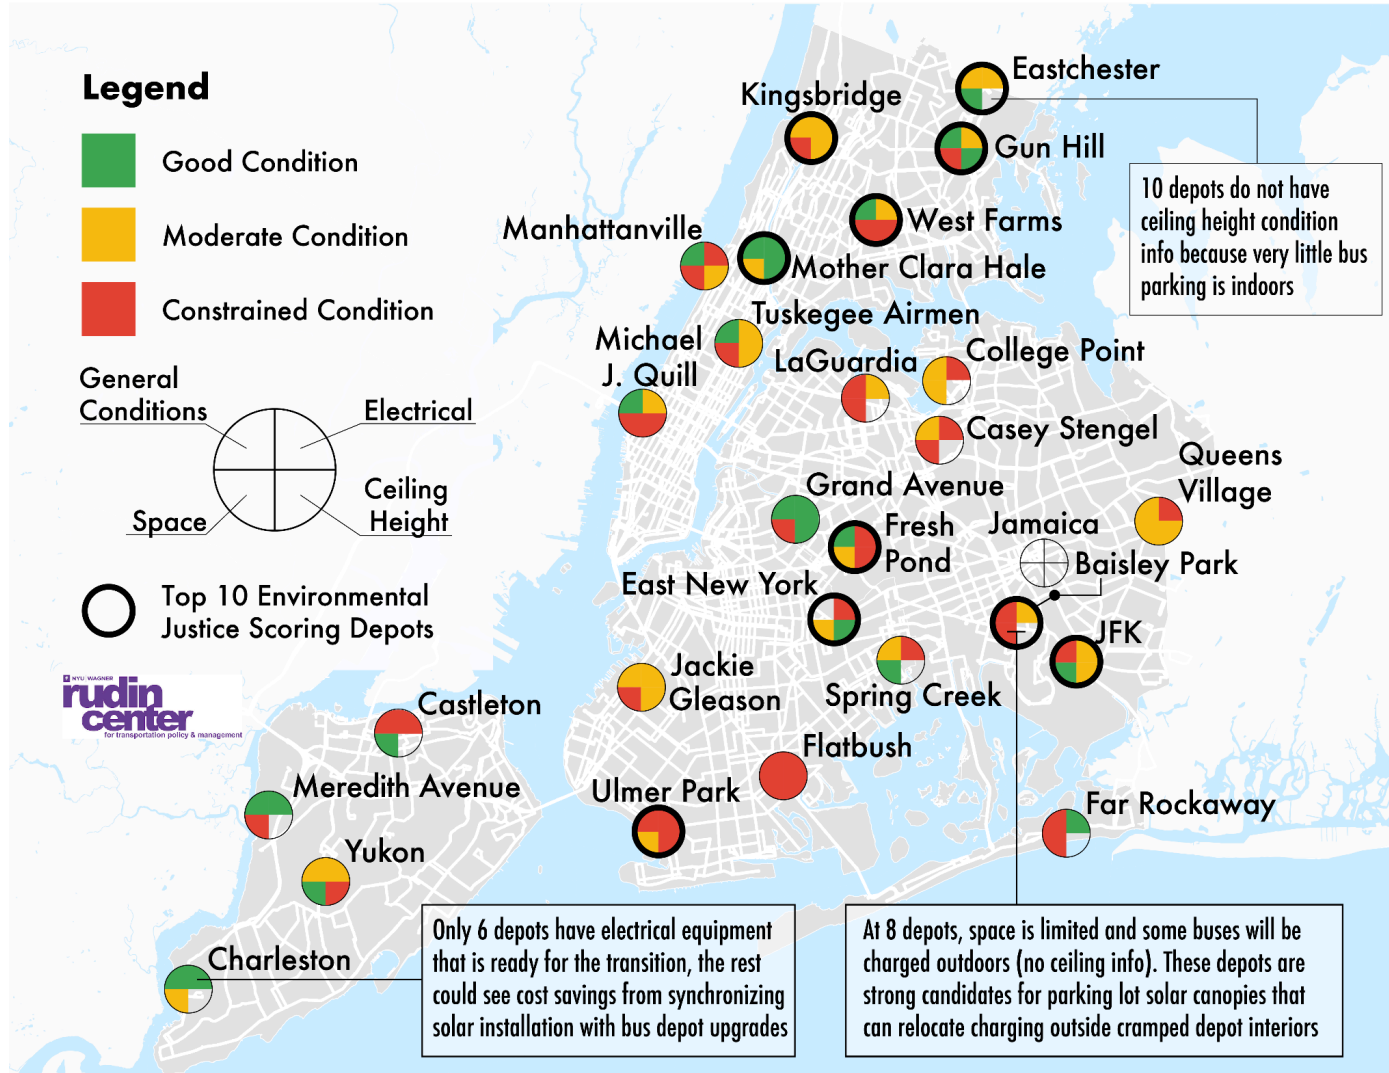 Legend
Good Condition
Moderate Condition
Constrained Condition
General
Conditions
Electrical
Space
Ceiling
Height
Top 10 Environmental
Justice Scoring Depots
NYU WAGNER
rudin
center
for transportation policy & management
Eastchester
Kingsbridge
Gun Hill
10 depots do not have
ceiling height condition
info because very little bus
parking is indoors
West Farms
Manhattanville
Mother Clara Hale
Tuskegee Airmen
Michael
J. Quill
LaGuardia
College Point
Casey Stengel
Queens
Village
Grand Avenue
Fresh
Pond
Jamaica
Baisley Park
East New York
JFK
Jackie
Gleason
Spring Creek
Castleton
Flatbush
Meredith Avenue
Ulmer Park
Far Rockaway
Yukon
Charleston
Only 6 depots have electrical equipment
that is ready for the transition, the rest
could see cost savings from synchronizing
solar installation with bus depot upgrades
At 8 depots, space is limited and some buses will be
charged outdoors (no ceiling info). These depots are
strong candidates for parking lot solar canopies that
can relocate charging outside cramped depot interiors